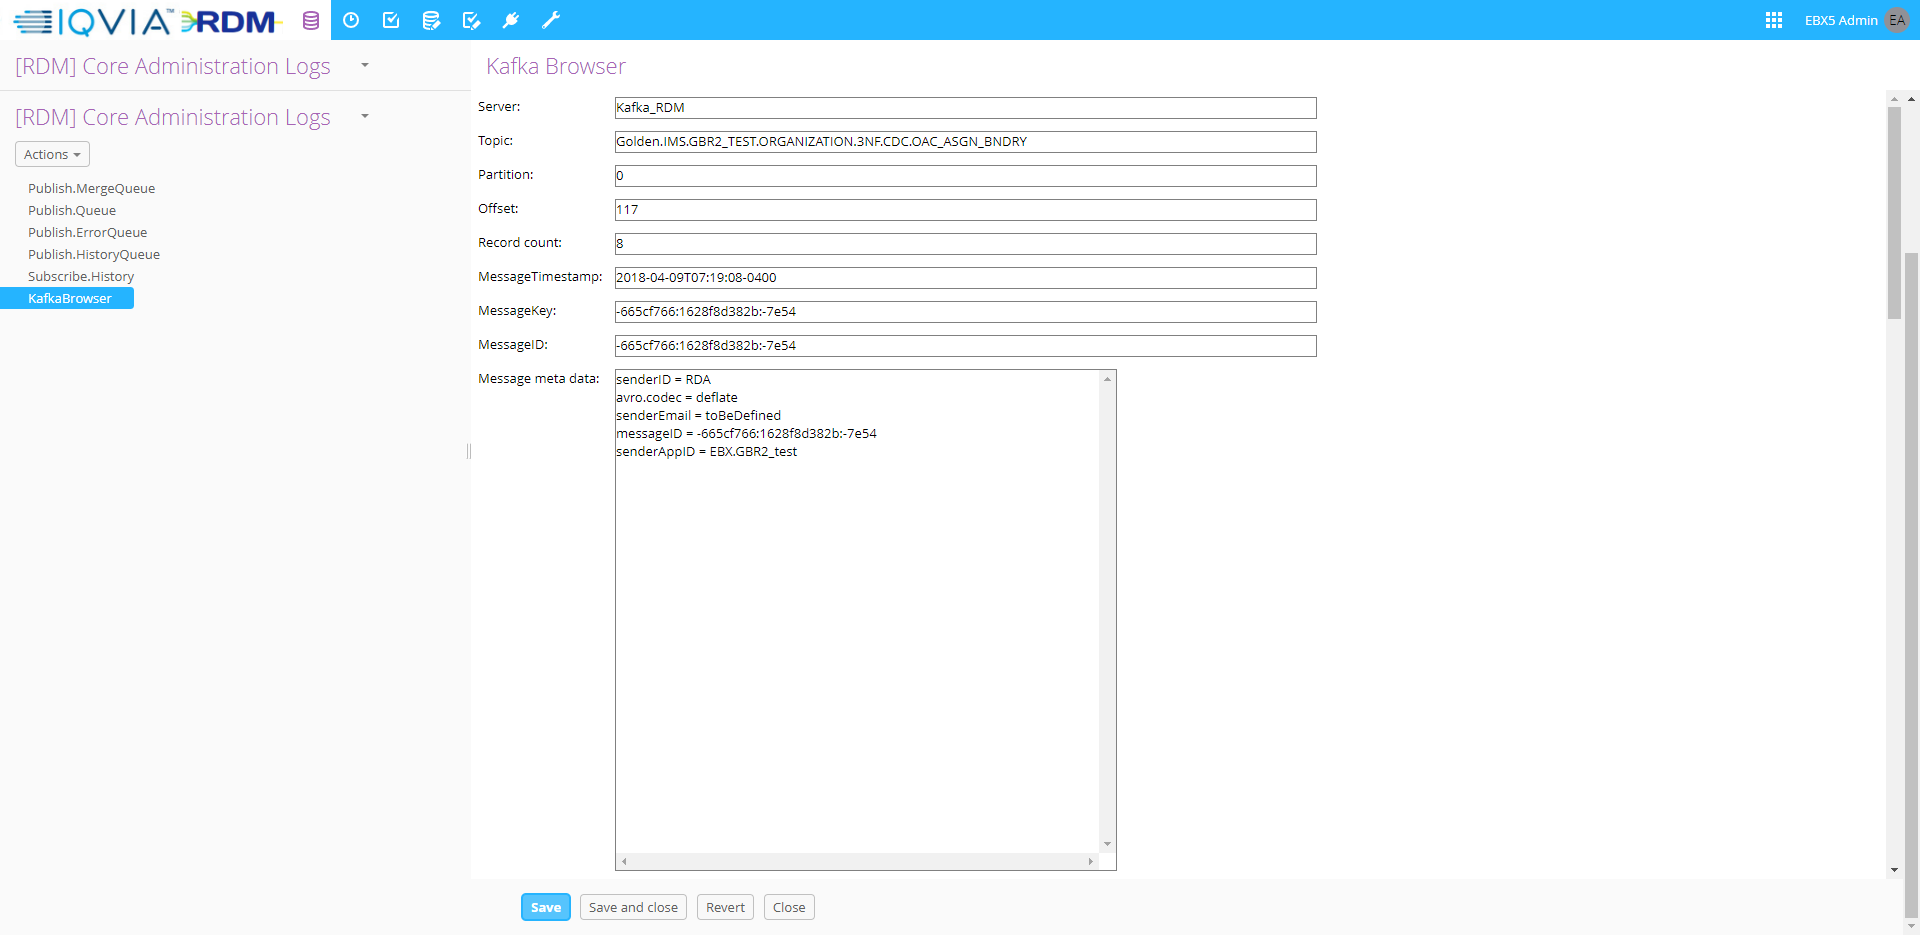 IQVIA™ RDM
EBX5 Admin EA
[RDM] Core Administration Logs
[RDM] Core Administration Logs
Actions
Publish.MergeQueue
Publish.Queue
Publish.ErrorQueue
Publish.HistoryQueue
Subscribe.History
KafkaBrowser
Kafka Browser
Server: Kafka_RDM
Topic: Golden.IMS.GBR2_TEST.ORGANIZATION.3NF.CDC.OAC_ASGN_BNDRY
Partition: 0
Offset: 117
Record count: 8
MessageTimestamp: 2018-04-09T07:19:08-0400
MessageKey: -665cf766:1628f8d382b:-7e54
MessageID: -665cf766:1628f8d382b:-7e54
Message meta data: senderID = RDA
avro.codec = deflate
senderEmail = toBeDefined
messageID = -665cf766:1628f8d382b:-7e54
senderAppID = EBX.GBR2_test
Save Save and close Revert Close